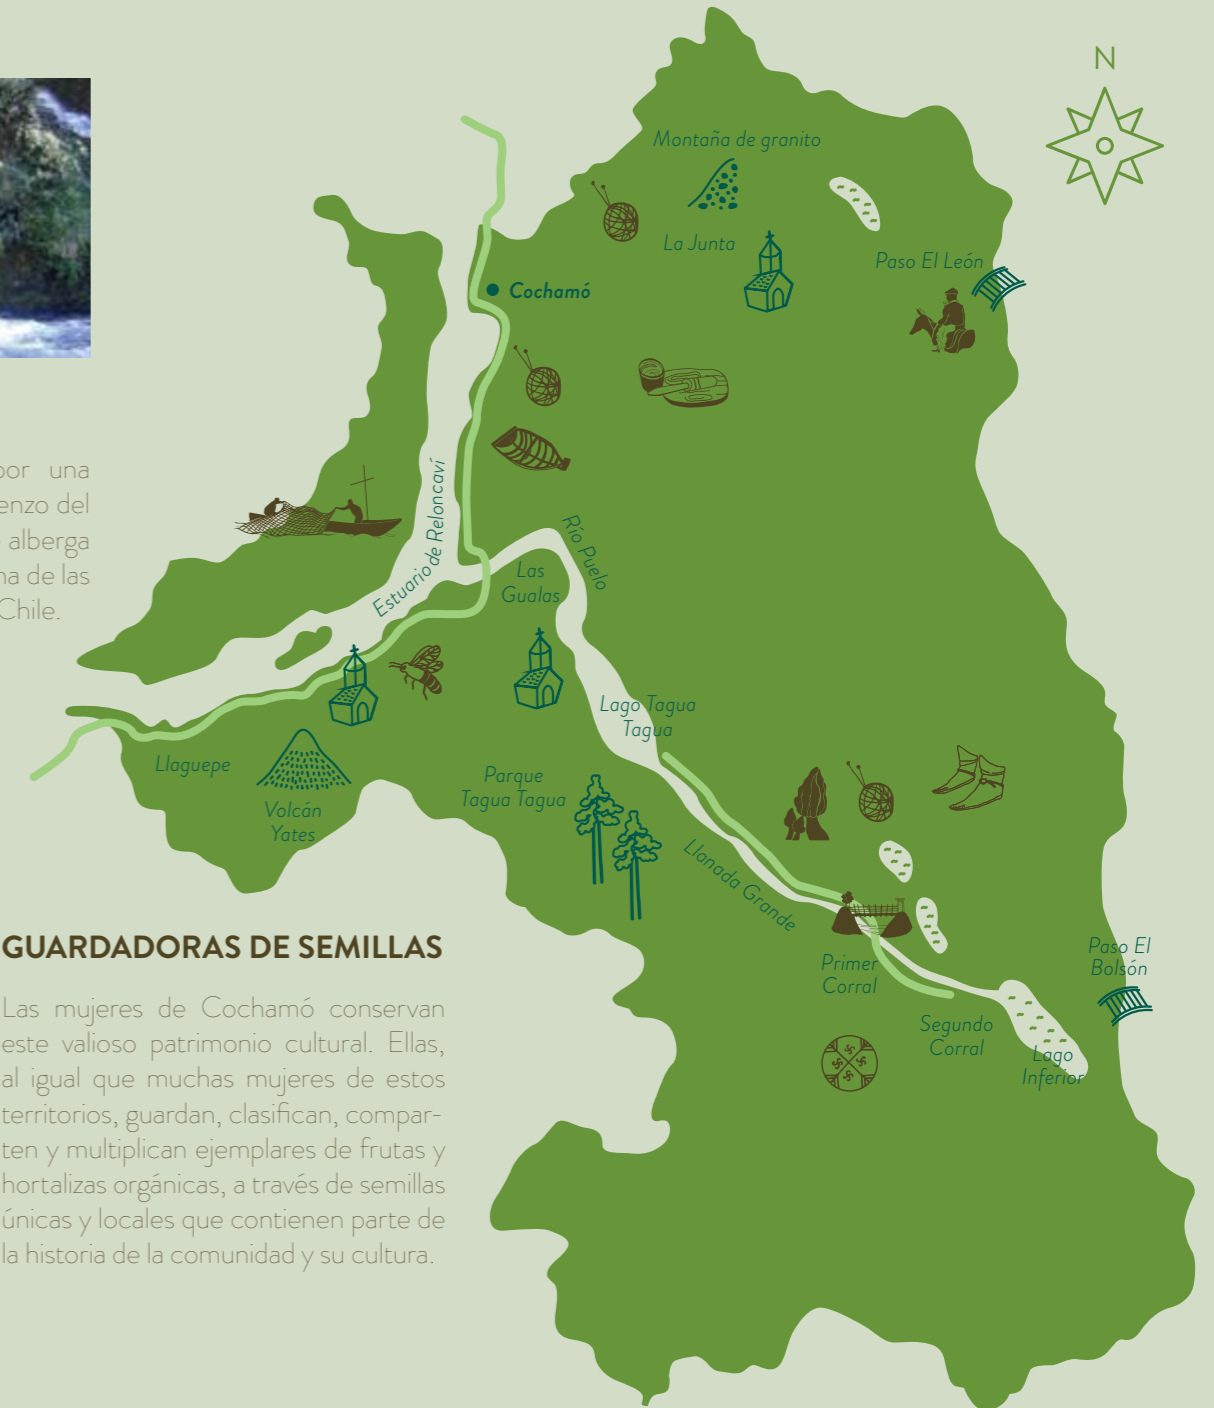 N
Montaña de granito
La Junta
Paso El León
Cochamó
por una
enzo del
alberga
na de las
Chile.
Estuario de Reloncaví
Río Puelo
Las
Gualas
Lago Tagua
Tagua
Llaguepe
Volcán
Yates
Parque
Tagua Tagua
Llanada Grande
Primer
Corral
Segundo
Corral
Lago
Inferior
Paso El
Bolsón
GUARDADORAS DE SEMILLAS
Las mujeres de Cochamó conservan
este valioso patrimonio cultural. Ellas,
al igual que muchas mujeres de estos
territorios, guardan, clasifican, compar-
ten y multiplican ejemplares de frutas y
hortalizas orgánicas, a través de semillas
únicas y locales que contienen parte de
la historia de la comunidad y su cultura.